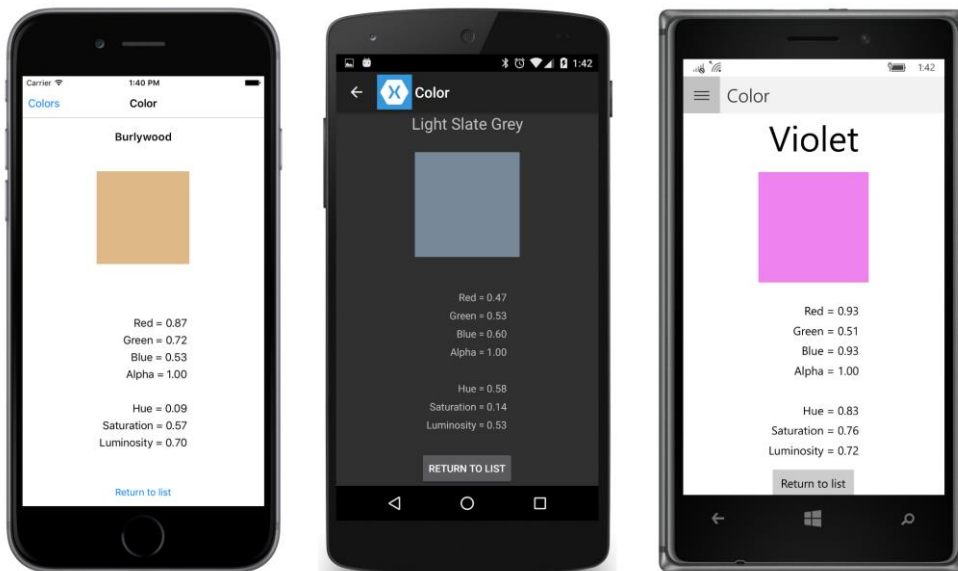 Carrier
1:40 PM
Colors
Color
Burlywood
Red = 0.87
Green = 0.72
Blue = 0.53
Alpha = 1.00
Hue = 0.09
Saturation = 0.57
Luminosity = 0.70
Return to list
1:42
Color
Light Slate Grey
Red = 0.47
Green = 0.53
Blue = 0.60
Alpha = 1.00
Hue = 0.58
Saturation = 0.14
Luminosity = 0.53
RETURN TO LIST
1:42
Color
Violet
Red = 0.93
Green = 0.51
Blue = 0.93
Alpha = 1.00
Hue = 0.83
Saturation = 0.76
Luminosity = 0.72
Return to list